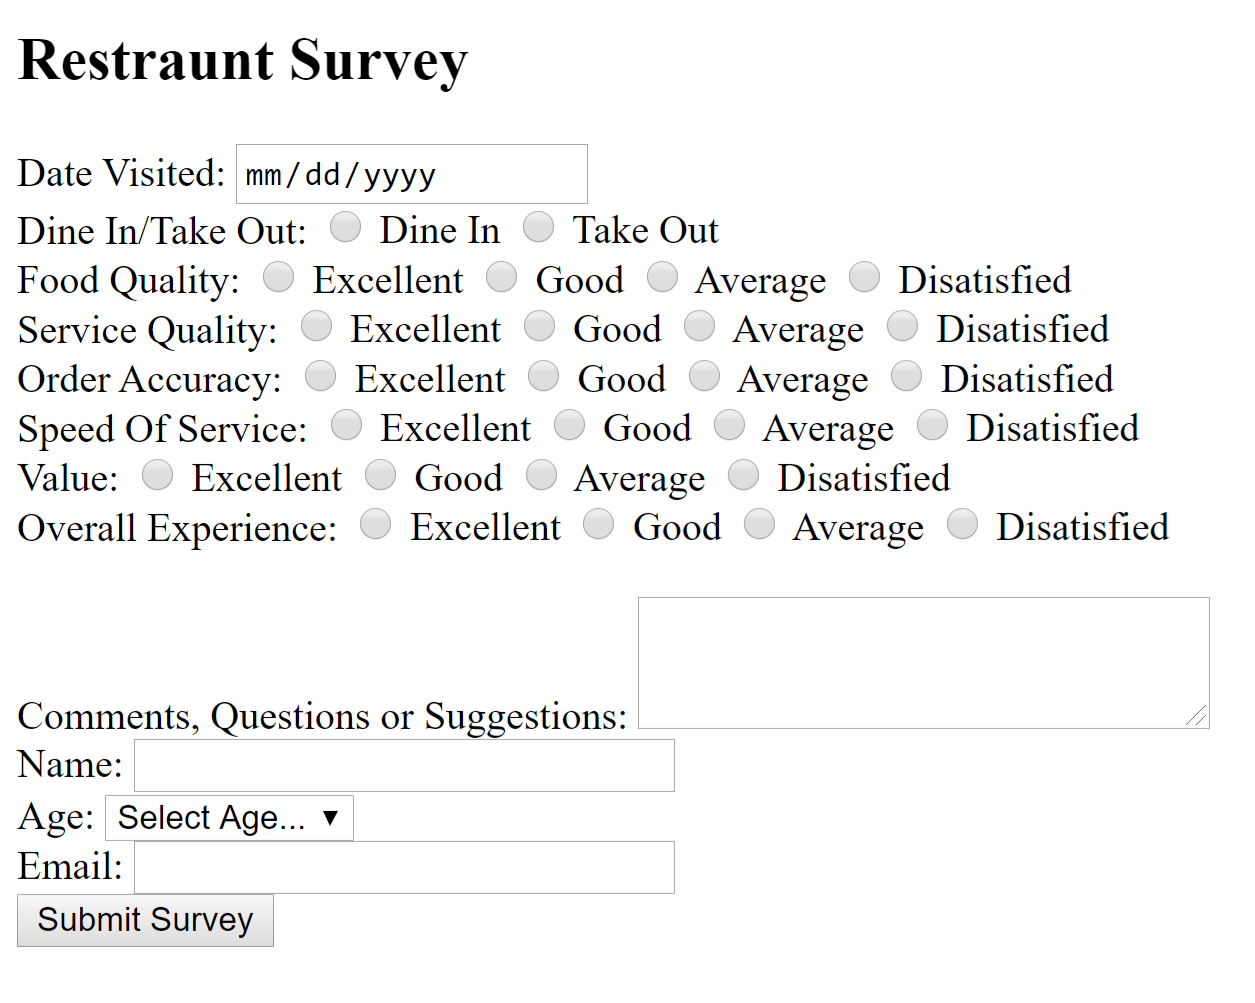 Restraunt Survey
Date Visited: mm/dd/yyyy
Dine In/Take Out: Dine In Take Out
Food Quality: Excellent Good Average Disatisfied
Service Quality: Excellent Good Average Disatisfied
Order Accuracy: Excellent Good Average Disatisfied
Speed Of Service: Excellent Good Average Disatisfied
Value: Excellent Good Average Disatisfied
Overall Experience: Excellent Good Average Disatisfied
Comments, Questions or Suggestions:
Name:
Age: Select Age...
Email:
Submit Survey